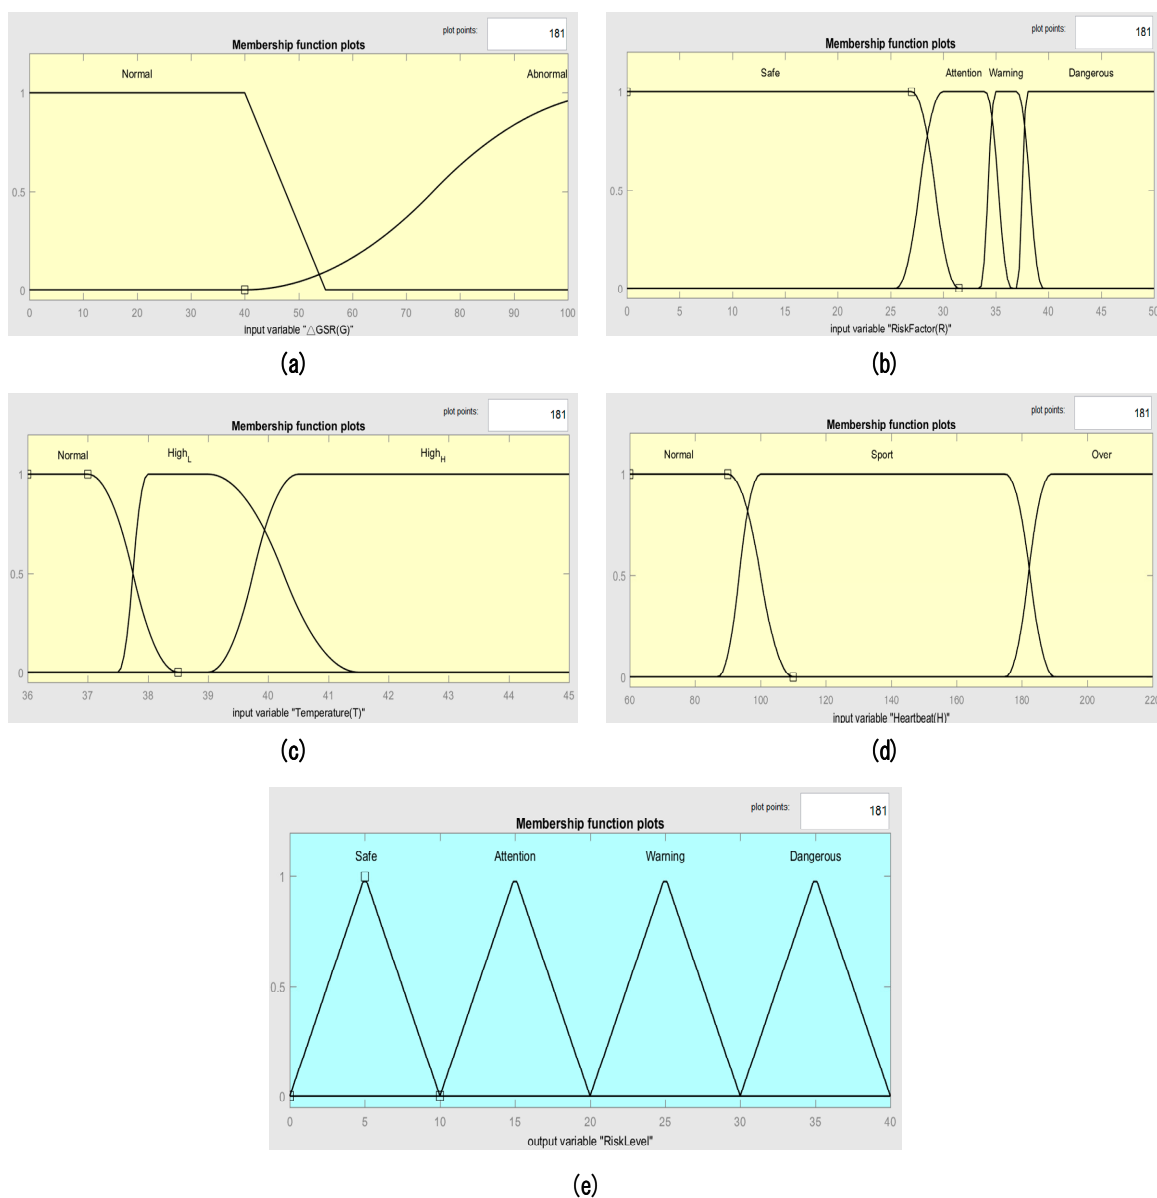 plot points: 181
Membership function plots
Normal Abnormal
1
0.5
0
0 10 20 30 40 50 60 70 80 90 100
input variable "△GSR(G)"
(a)
plot points: 181
Membership function plots
Safe Attention Warning Dangerous
1
0.5
0
0 5 10 15 20 25 30 35 40 45 50
input variable "RiskFactor(R)"
(b)
plot points: 181
Membership function plots
Normal High_L High_H
1
0.5
0
36 37 38 39 40 41 42 43 44 45
input variable "Temperature(T)"
(c)
plot points: 181
Membership function plots
Normal Sport Over
1
0.5
0
60 80 100 120 140 160 180 200 220
input variable "Heartbeat(H)"
(d)
plot points: 181
Membership function plots
Safe Attention Warning Dangerous
1
0.5
0
0 5 10 15 20 25 30 35 40
output variable "RiskLevel"
(e)